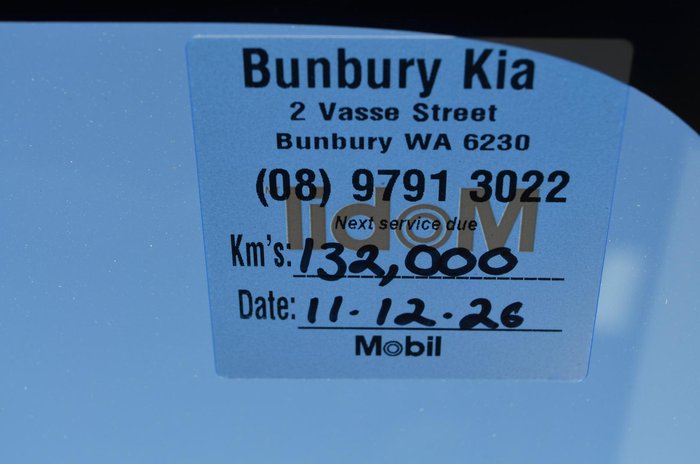 Bunbury Kia
2 Vasse Street
Bunbury WA 6230
(08) 9791 3022
Mobil
Next service due
Km's: 132,000
Date: 11.12.26
Mobil